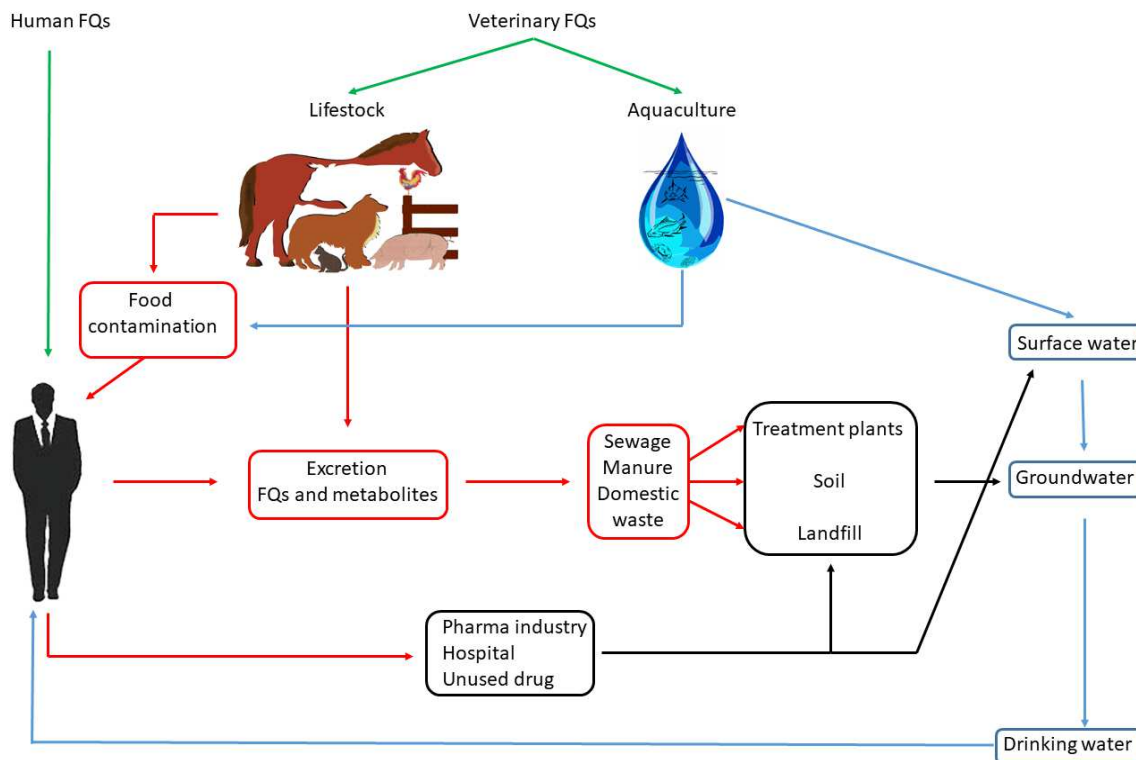 Human FQs
Veterinary FQs
Lifestock
Aquaculture
Food
contamination
Surface water
Excretion
FQs and metabolites
Sewage
Manure
Domestic
waste
Treatment plants
Soil
Landfill
Groundwater
Pharma industry
Hospital
Unused drug
Drinking water